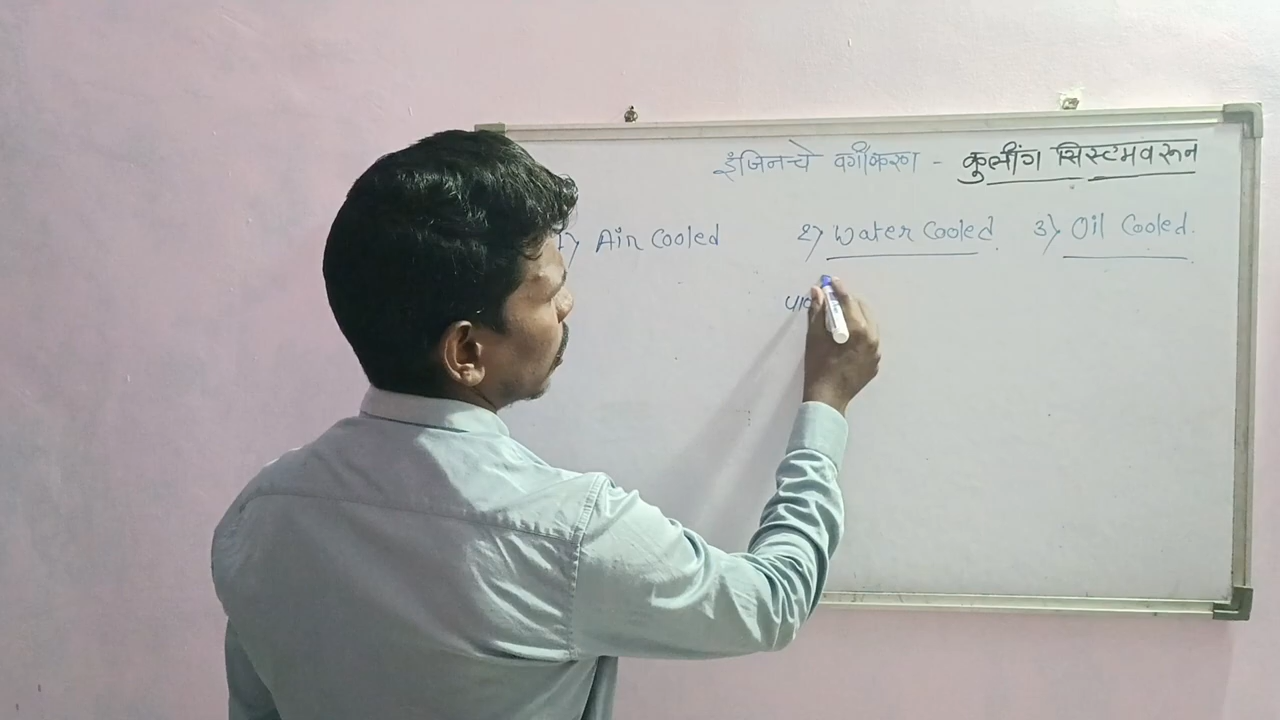 इंजिनचे वर्गीकरण - कुलींग सिस्टमवरून
1) Air Cooled 2) Water Cooled. 3) Oil Cooled.